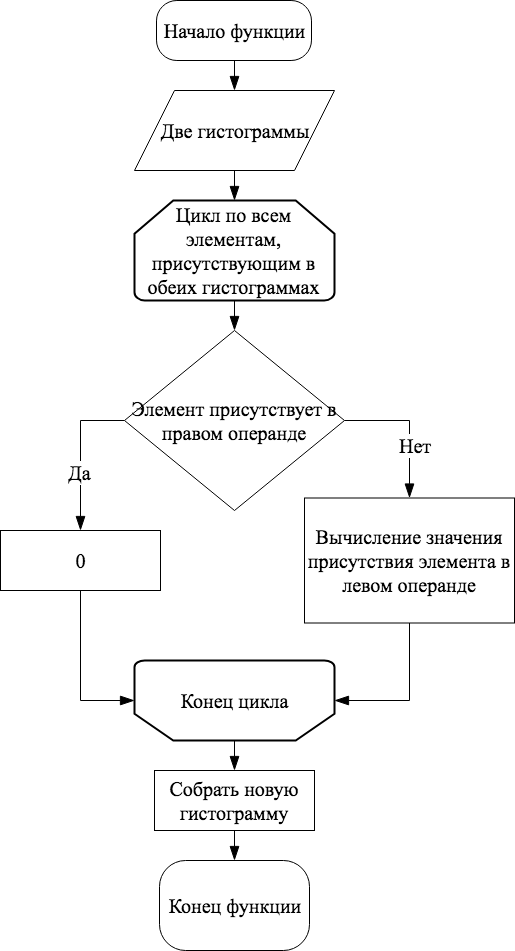 Начало функции
Две гистограммы
Цикл по всем
элементам,
присутствующим в
обеих гистограммах
Элемент присутствует в
правом операнде
Да
Нет
0
Вычисление значения
присутствия элемента в
левом операнде
Конец цикла
Собрать новую
гистограмму
Конец функции